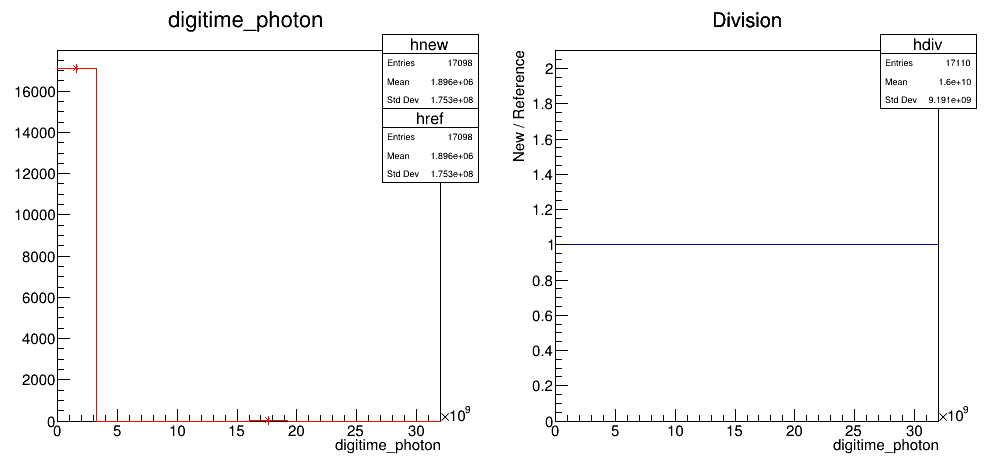 digitime_photon
hnew
Entries 17098
Mean 1.896e+06
Std Dev 1.753e+08
href
Entries 17098
Mean 1.896e+06
Std Dev 1.753e+08
16000
14000
12000
10000
8000
6000
4000
2000
0
0 5 10 15 20 25 30
×10⁹
digitime_photon
Division
hdiv
Entries 17110
Mean 1.6e+10
Std Dev 9.191e+09
New / Reference
2
1.8
1.6
1.4
1.2
1
0.8
0.6
0.4
0.2
0
0 5 10 15 20 25 30
×10⁹
digitime_photon